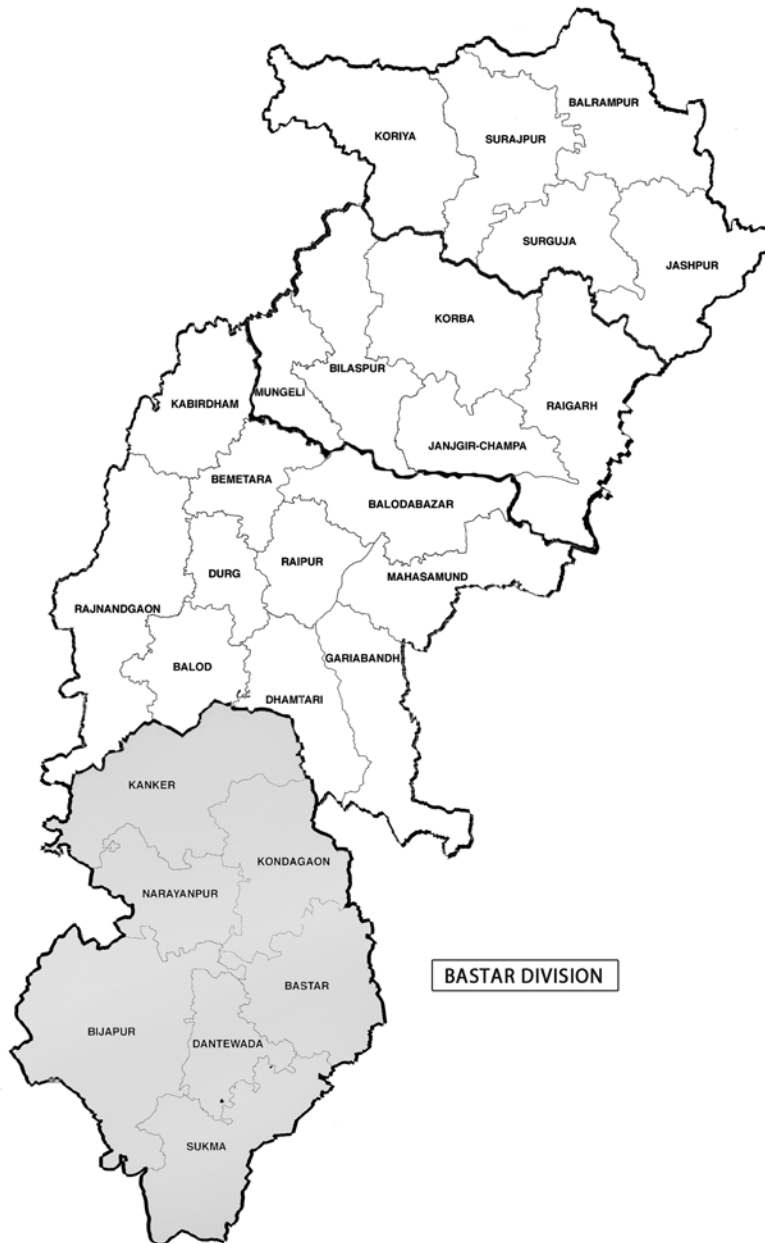 BALRAMPUR
KORIYA
SURAJPUR
SURGUJA
JASHPUR
KORBA
BILASPUR
MUNGELI
KABIRDHAM
RAIGARH
JANJGIR-CHAMPA
BEMETARA
BALODABAZAR
DURG
RAIPUR
MAHASAMUND
RAJNANDGAON
GARIABANDH
BALOD
DHAMTARI
KANKER
KONDAGAON
NARAYANPUR
BASTAR DIVISION
BASTAR
BIJAPUR
DANTEWADA
SUKMA